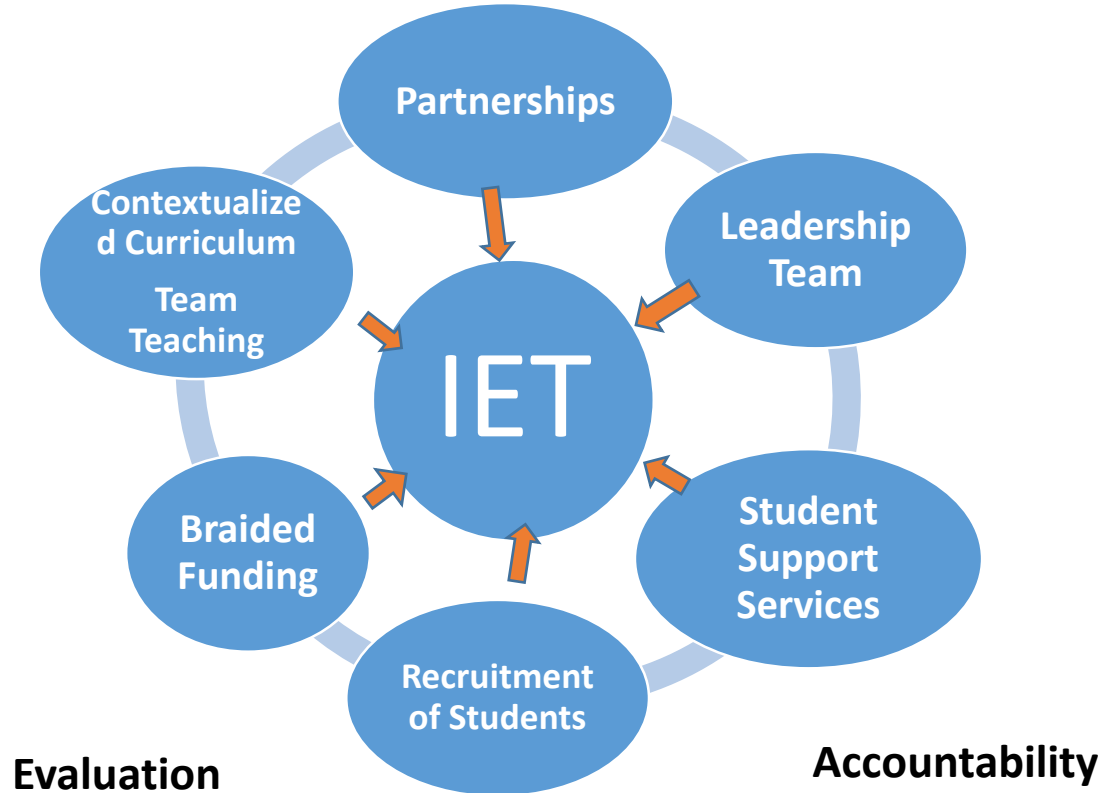 Partnerships
Contextualize
d Curriculum
Team
Teaching
Leadership
Team
IET
Braided
Funding
Student
Support
Services
Recruitment
of Students
Evaluation
Accountability